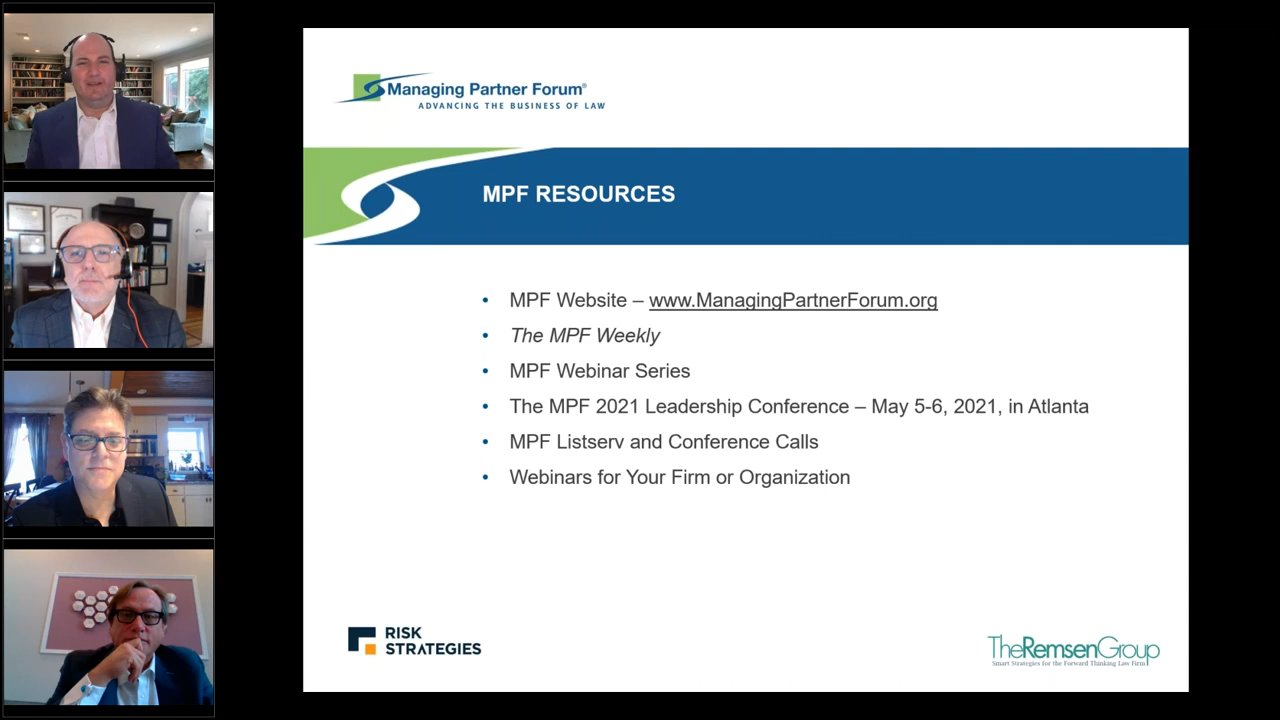 Managing Partner Forum®
ADVANCING THE BUSINESS OF LAW
MPF RESOURCES
• MPF Website – www.ManagingPartnerForum.org
• The MPF Weekly
• MPF Webinar Series
• The MPF 2021 Leadership Conference – May 5-6, 2021, in Atlanta
• MPF Listserv and Conference Calls
• Webinars for Your Firm or Organization
RISK
STRATEGIES
TheRemsenGroup
Smart Strategies for the Forward Thinking Law Firm